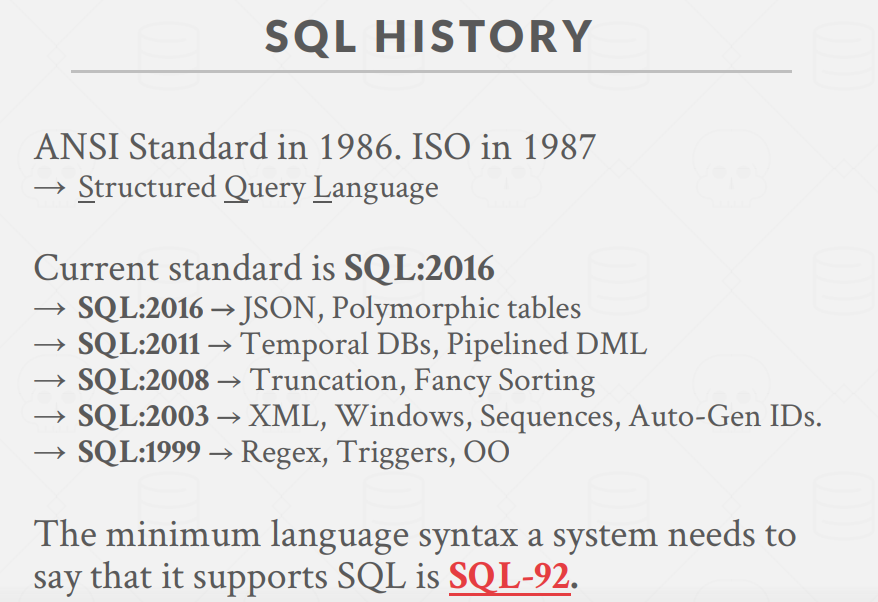 SQL HISTORY
ANSI Standard in 1986. ISO in 1987
→ Structured Query Language
Current standard is SQL:2016
→ SQL:2016 → JSON, Polymorphic tables
→ SQL:2011 → Temporal DBs, Pipelined DML
→ SQL:2008 → Truncation, Fancy Sorting
→ SQL:2003 → XML, Windows, Sequences, Auto-Gen IDs.
→ SQL:1999 → Regex, Triggers, OO
The minimum language syntax a system needs to
say that it supports SQL is SQL-92.